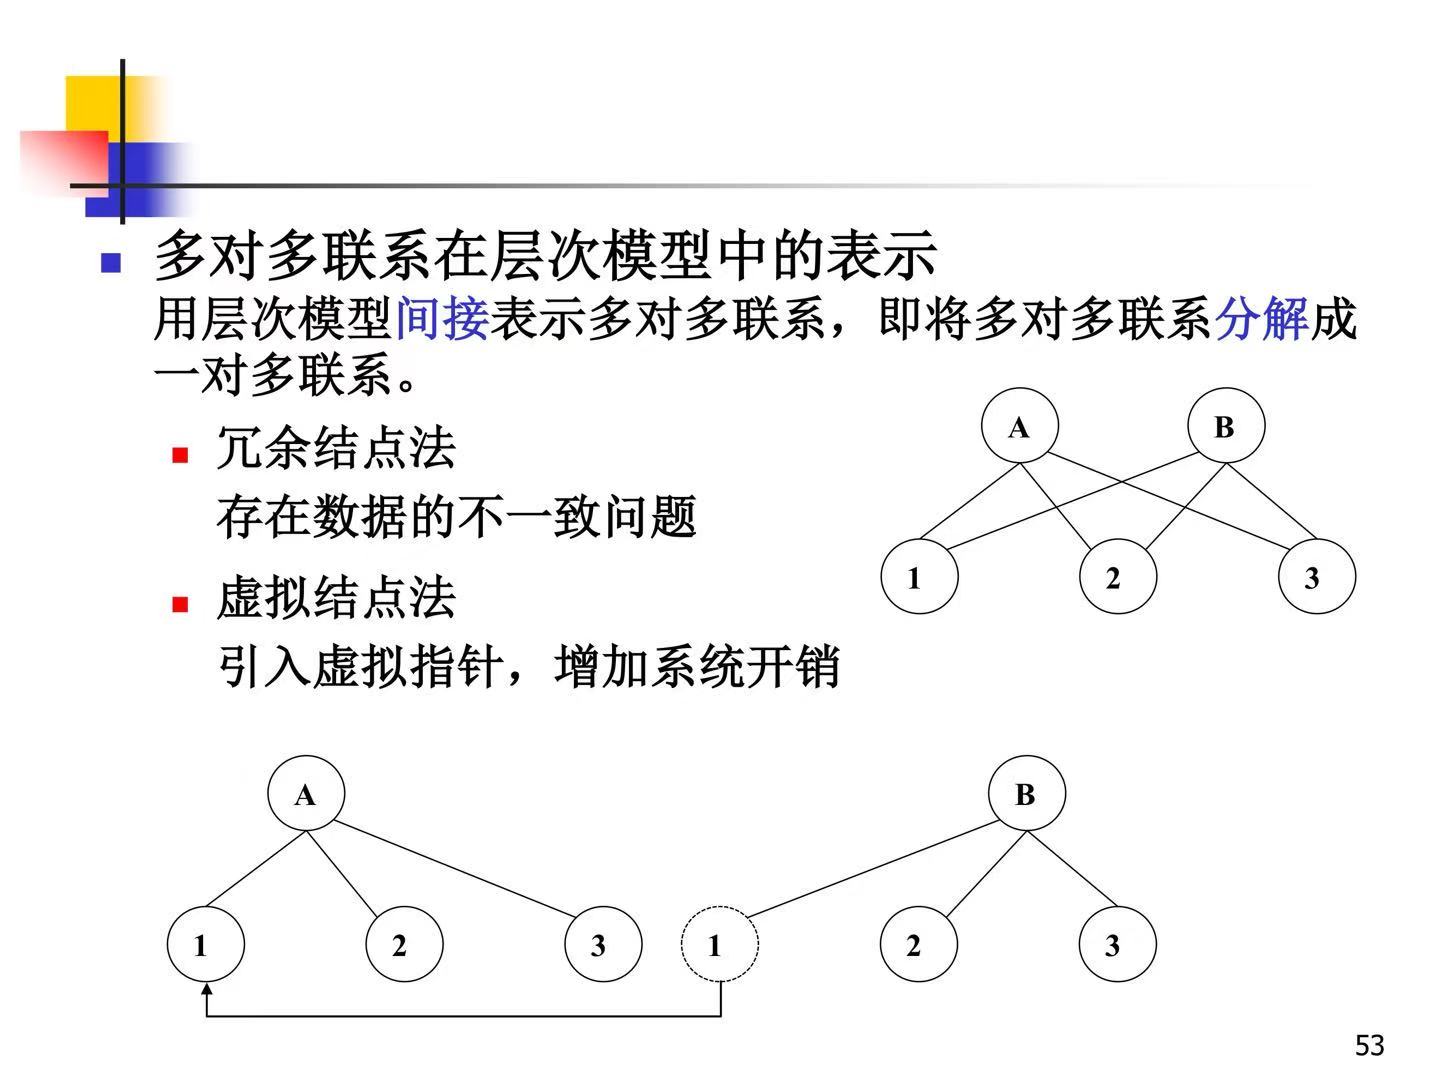 多对多联系在层次模型中的表示
用层次模型间接表示多对多联系，即将多对多联系分解成
一对多联系。
冗余结点法
存在数据的不一致问题
虚拟结点法
引入虚拟指针，增加系统开销
A B
1 2 3
A B
1 2 3 1 2 3
53